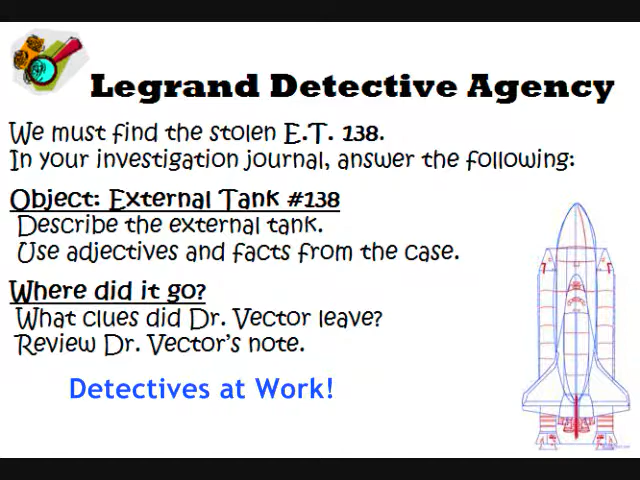 Legrand Detective Agency
We must find the stolen E.T. 138.
In your investigation journal, answer the following:
Object: External Tank #138
Describe the external tank.
Use adjectives and facts from the case.
Where did it go?
What clues did Dr. Vector leave?
Review Dr. Vector's note.
Detectives at Work!